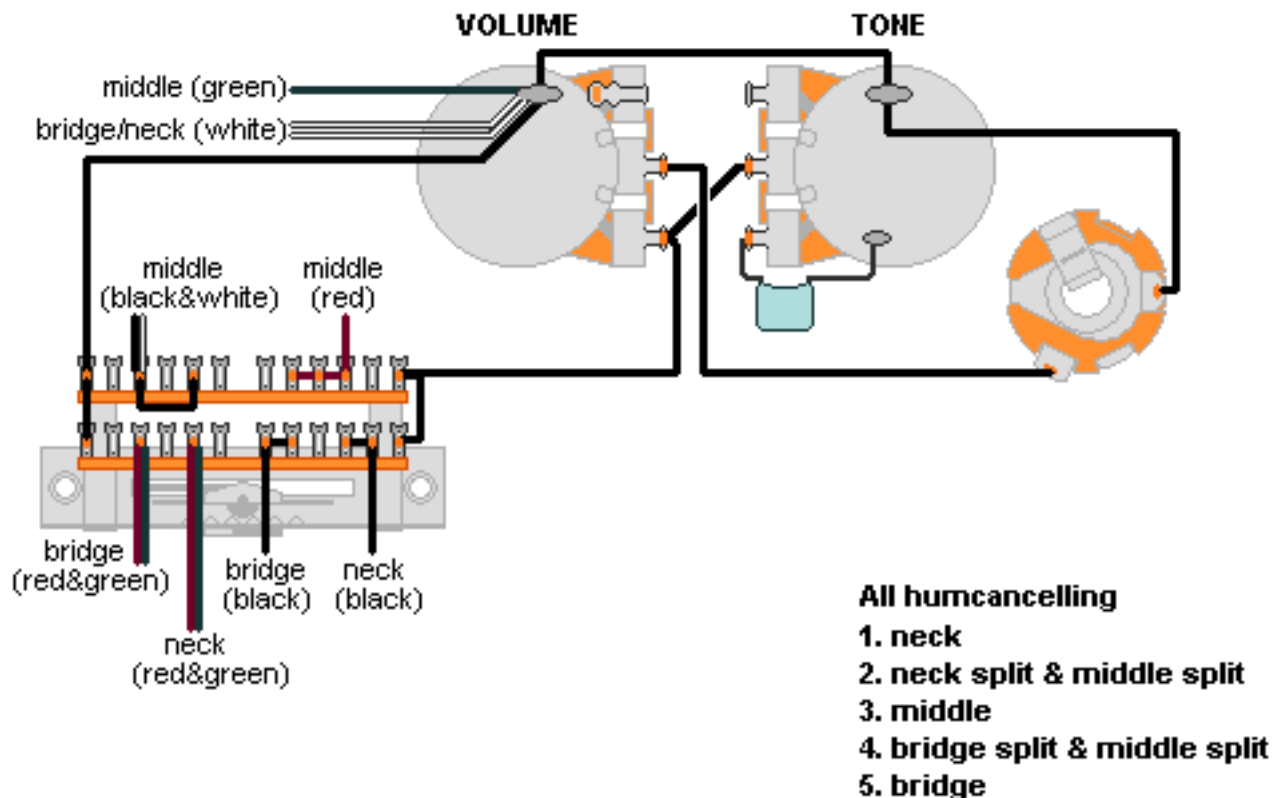 VOLUME
TONE
middle (green)
bridge/neck (white)
middle
(black&white)
middle
(red)
bridge
(red&green)
neck
(red&green)
bridge
(black)
neck
(black)
All humcancelling
1. neck
2. neck split & middle split
3. middle
4. bridge split & middle split
5. bridge